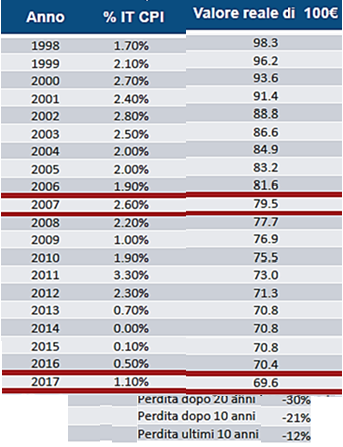 Anno % IT CPI Valore reale di 100€
1998 1.70% 98.3
1999 2.10% 96.2
2000 2.70% 93.6
2001 2.40% 91.4
2002 2.80% 88.8
2003 2.50% 86.6
2004 2.00% 84.9
2005 2.00% 83.2
2006 1.90% 81.6
2007 2.60% 79.5
2008 2.20% 77.7
2009 1.00% 76.9
2010 1.90% 75.5
2011 3.30% 73.0
2012 2.30% 71.3
2013 0.70% 70.8
2014 0.00% 70.8
2015 0.10% 70.8
2016 0.50% 70.4
2017 1.10% 69.6
Perdita dopo 20 anni -30%
Perdita dopo 10 anni -21%
Perdita ultimi 10 anni -12%